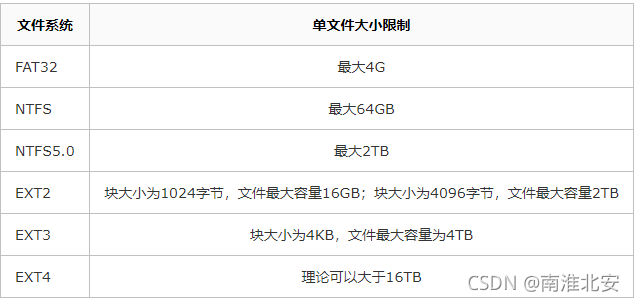 文件系统 单文件大小限制
FAT32 最大4G
NTFS 最大64GB
NTFS5.0 最大2TB
EXT2 块大小为1024字节，文件最大容量16GB；块大小为4096字节，文件最大容量2TB
EXT3 块大小为4KB，文件最大容量为4TB
EXT4 理论可以大于16TB
CSDN @南淮北安